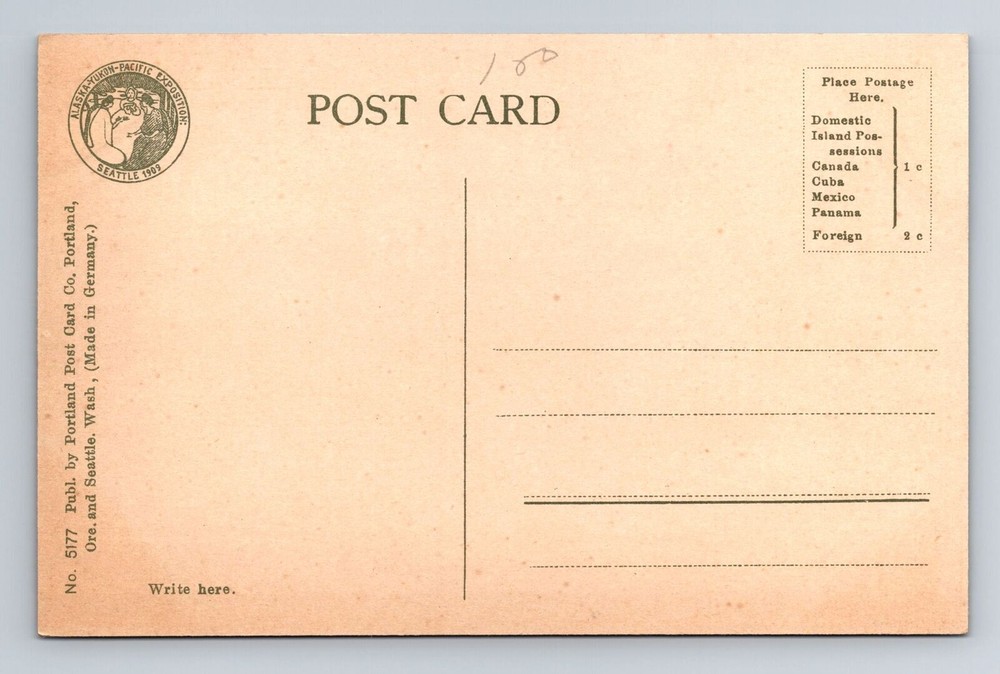 ALASKA-YUKON-PACIFIC EXPOSITION:
SEATTLE 1909
POST CARD
Place Postage
Here.
Domestic
Island Pos-
sessions
Canada
Cuba
Mexico
Panama
1 c
Foreign 2 c
No. 5177 Publ. by Portland Post Card Co. Portland,
Ore. and Seattle. Wash, (Made in Germany.)
Write here.